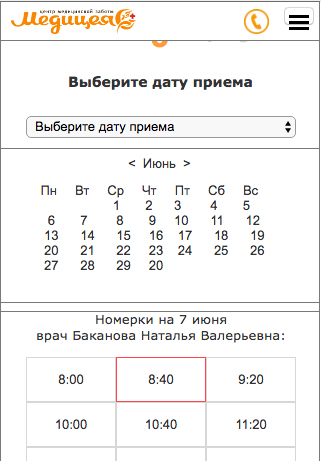 центр медицинской заботы
Медицея
Выберите дату приема
Выберите дату приема
< Июнь >
Пн Вт Ср Чт Пт Сб Вс
1 2 3 4 5
6 7 8 9 10 11 12
13 14 15 16 17 18 19
20 21 22 23 24 25 26
27 28 29 20
Номерки на 7 июня
врач Баканова Наталья Валерьевна:
8:00 8:40 9:20
10:00 10:40 11:20